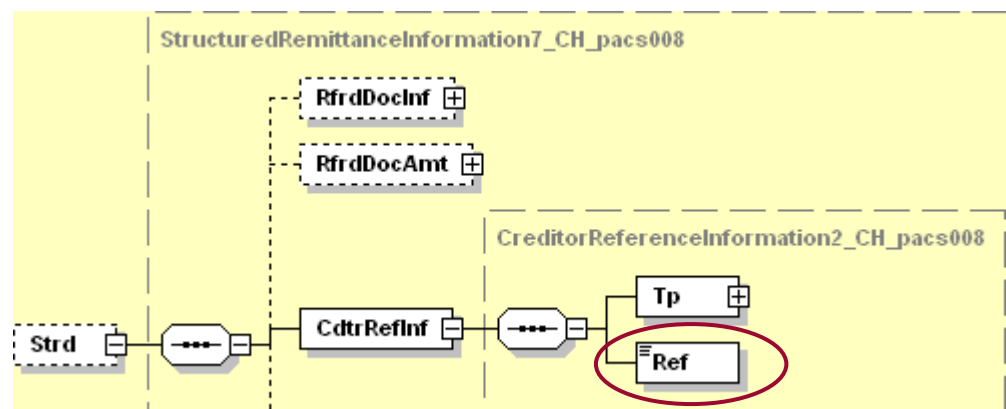 StructuredRemittanceInformation7_CH_pacs008
RfrdDocInf
RfrdDocAmt
CreditorReferenceInformation2_CH_pacs008
Tp
Strd
CdtrRefInf
Ref